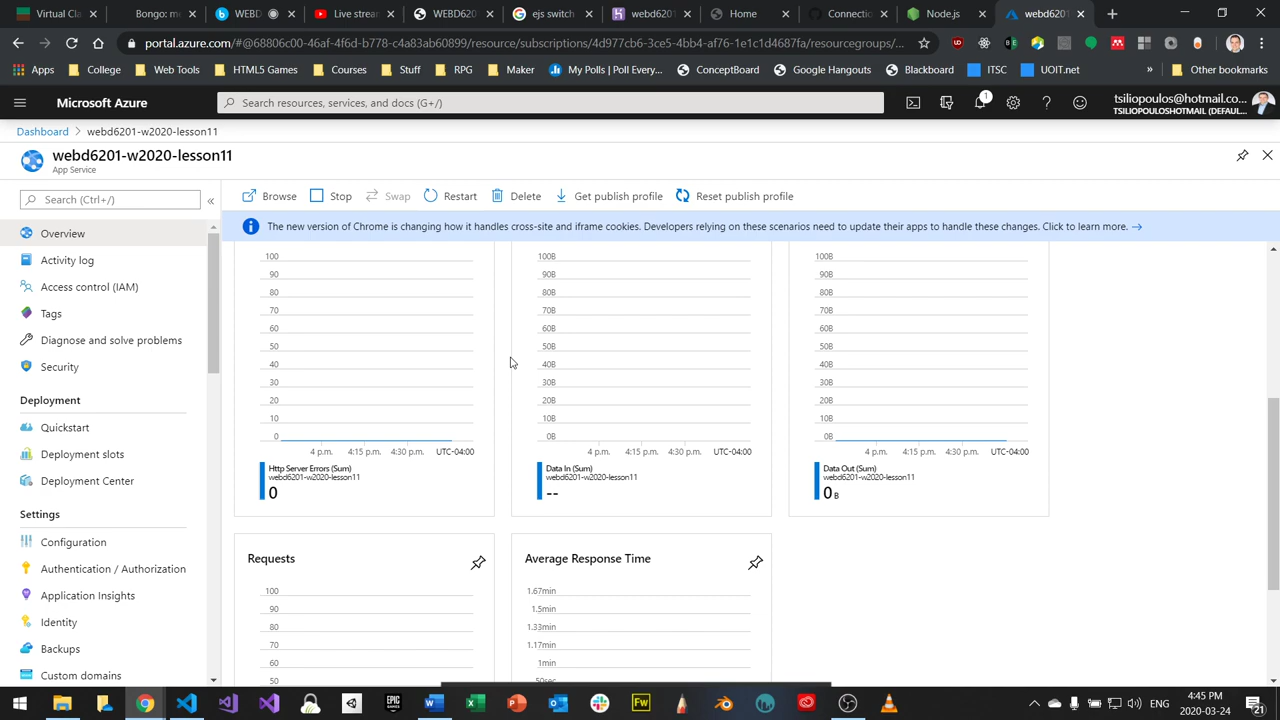 Virtual Cla
Bongo: m
WEBD
Live strea
WEBD620
ejs switch
webd6201
Home
Connectio
Node.js
webd6201
portal.azure.com/#@68806c00-46af-4f6d-b778-c4a83ab60899/resource/subscriptions/4d977cb6-3ce5-4bb4-af76-1e1c1d4687fa/resourcegroups/...
Apps
College
Web Tools
HTML5 Games
Courses
Stuff
RPG
Maker
My Polls | Poll Every...
ConceptBoard
Google Hangouts
Blackboard
ITSC
UOIT.net
»
Other bookmarks
Microsoft Azure
Search resources, services, and docs (G+/)
1
tsiliopoulos@hotmail.co...
TSILIOPOULOSHOTMAIL (DEFAUL...
Dashboard > webd6201-w2020-lesson11
webd6201-w2020-lesson11
App Service
Search (Ctrl+/)
«
Browse
Stop
Swap
Restart
Delete
Get publish profile
Reset publish profile
The new version of Chrome is changing how it handles cross-site and iframe cookies. Developers relying on these scenarios need to update their apps to handle these changes. Click to learn more. →
Overview
Activity log
Access control (IAM)
Tags
Diagnose and solve problems
Security
Deployment
Quickstart
Deployment slots
Deployment Center
Settings
Configuration
Authentication / Authorization
Application Insights
Identity
Backups
Custom domains
100
90
80
70
60
50
40
30
20
10
0
4 p.m.
4:15 p.m.
4:30 p.m.
UTC-04:00
Http Server Errors (Sum)
webd6201-w2020-lesson11
0
100B
90B
80B
70B
60B
50B
40B
30B
20B
10B
0B
4 p.m.
4:15 p.m.
4:30 p.m.
UTC-04:00
Data In (Sum)
webd6201-w2020-lesson11
--
100B
90B
80B
70B
60B
50B
40B
30B
20B
10B
0B
4 p.m.
4:15 p.m.
4:30 p.m.
UTC-04:00
Data Out (Sum)
webd6201-w2020-lesson11
0 B
Requests
100
90
80
70
60
50
Average Response Time
1.67min
1.5min
1.33min
1.17min
1min
50sec
4:45 PM
2020-03-24
21